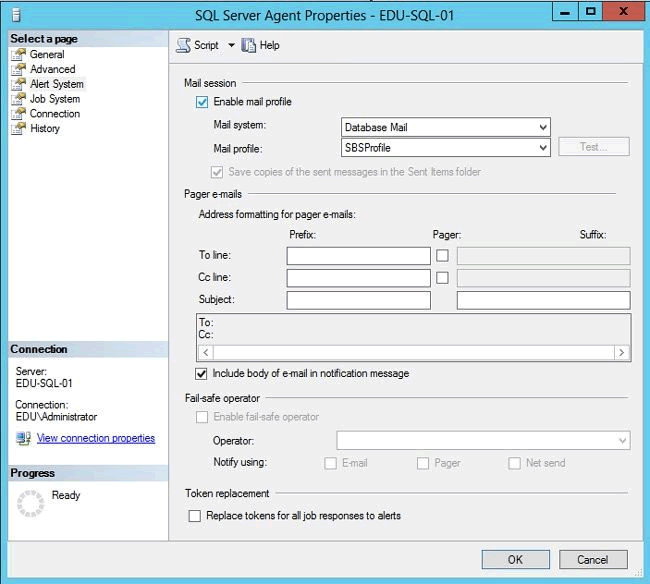 SQL Server Agent Properties - EDU-SQL-01
Select a page
General
Advanced
Alert System
Job System
Connection
History
Script Help
Mail session
Enable mail profile
Mail system: Database Mail
Mail profile: SBSProfile Test...
Save copies of the sent messages in the Sent Items folder
Pager e-mails
Address formatting for pager e-mails:
Prefix: Pager: Suffix:
To line:
Cc line:
Subject:
To:
Cc:
Include body of e-mail in notification message
Connection
Server:
EDU-SQL-01
Connection:
EDU\Administrator
View connection properties
Fail-safe operator
Enable fail-safe operator
Operator:
Notify using: E-mail Pager Net send
Progress
Ready
Token replacement
Replace tokens for all job responses to alerts
OK Cancel